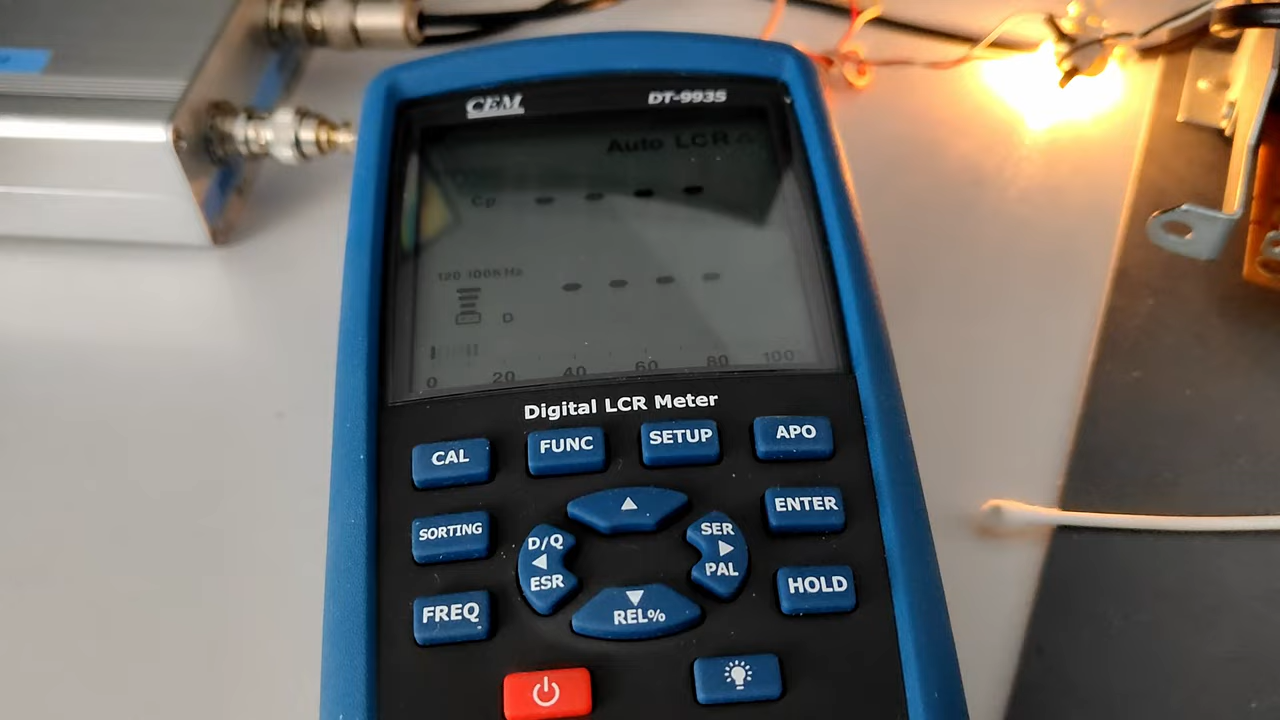 CEM DT-9935
Auto LCR
Cp - - - -
120 100k Hz
D - - - -
0 20 40 60 80 100
Digital LCR Meter
CAL FUNC SETUP APO
SORTING ENTER
D/Q SER
ESR PAL
FREQ REL% HOLD